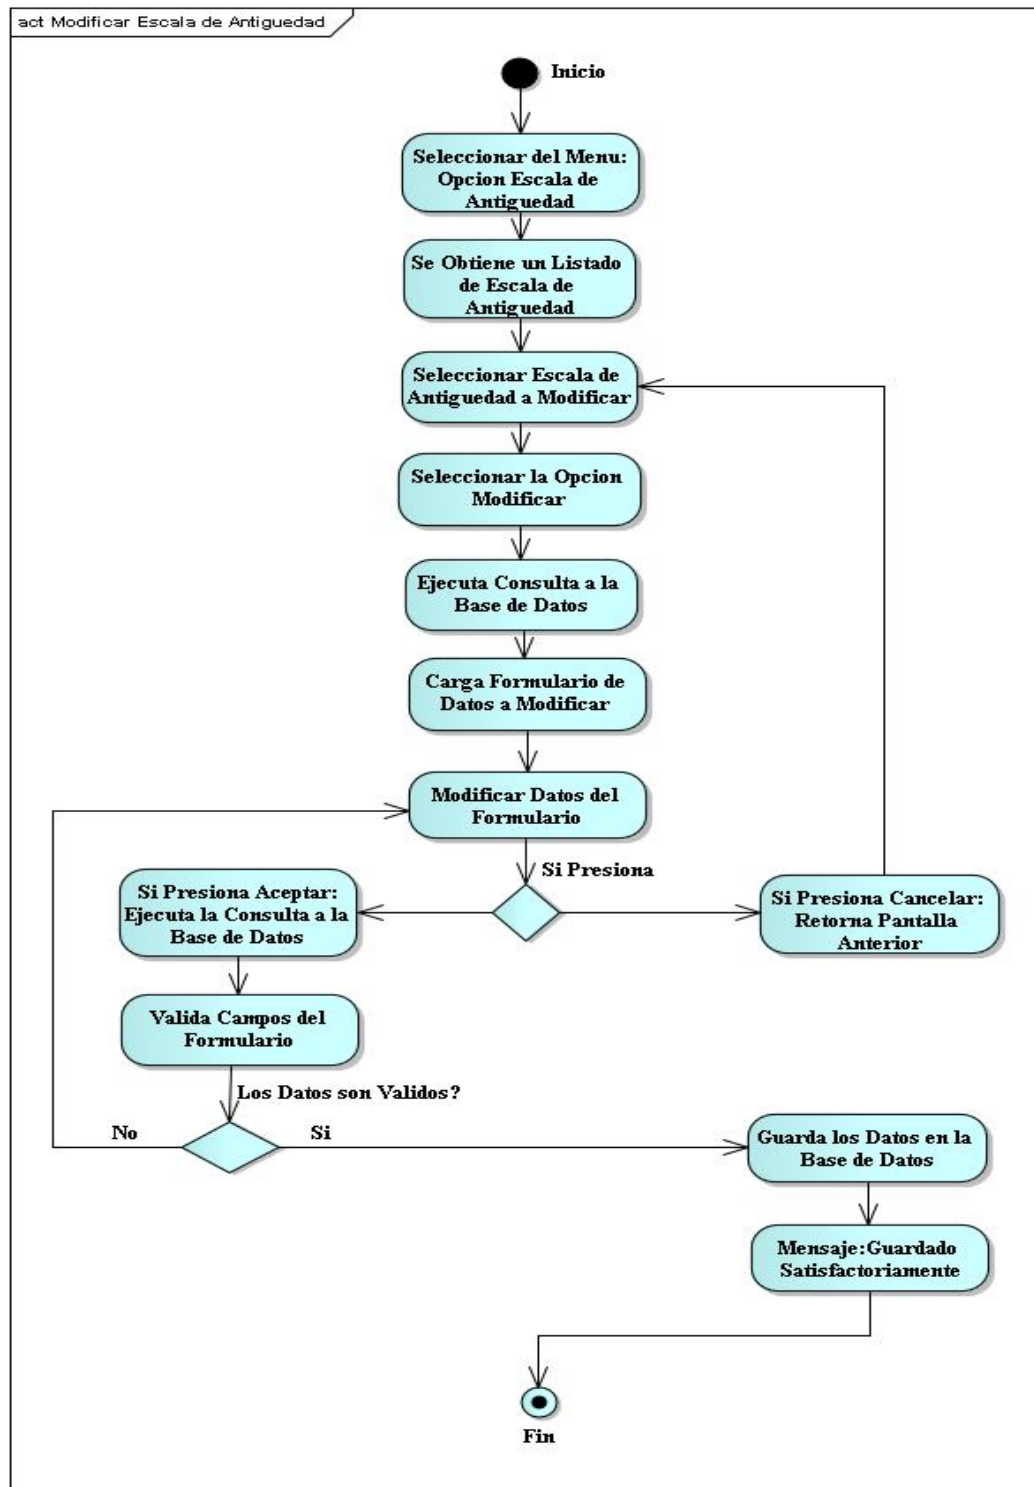 act Modificar Escala de Antiguedad
Inicio
Seleccionar del Menu:
Opcion Escala de
Antiguedad
Se Obtiene un Listado
de Escala de
Antiguedad
Seleccionar Escala de
Antiguedad a Modificar
Seleccionar la Opcion
Modificar
Ejecuta Consulta a la
Base de Datos
Carga Formulario de
Datos a Modificar
Modificar Datos del
Formulario
Si Presiona
Si Presiona Aceptar:
Ejecuta la Consulta a la
Base de Datos
Si Presiona Cancelar:
Retorna Pantalla
Anterior
Valida Campos del
Formulario
Los Datos son Validos?
No
Si
Guarda los Datos en la
Base de Datos
Mensaje:Guardado
Satisfactoriamente
Fin